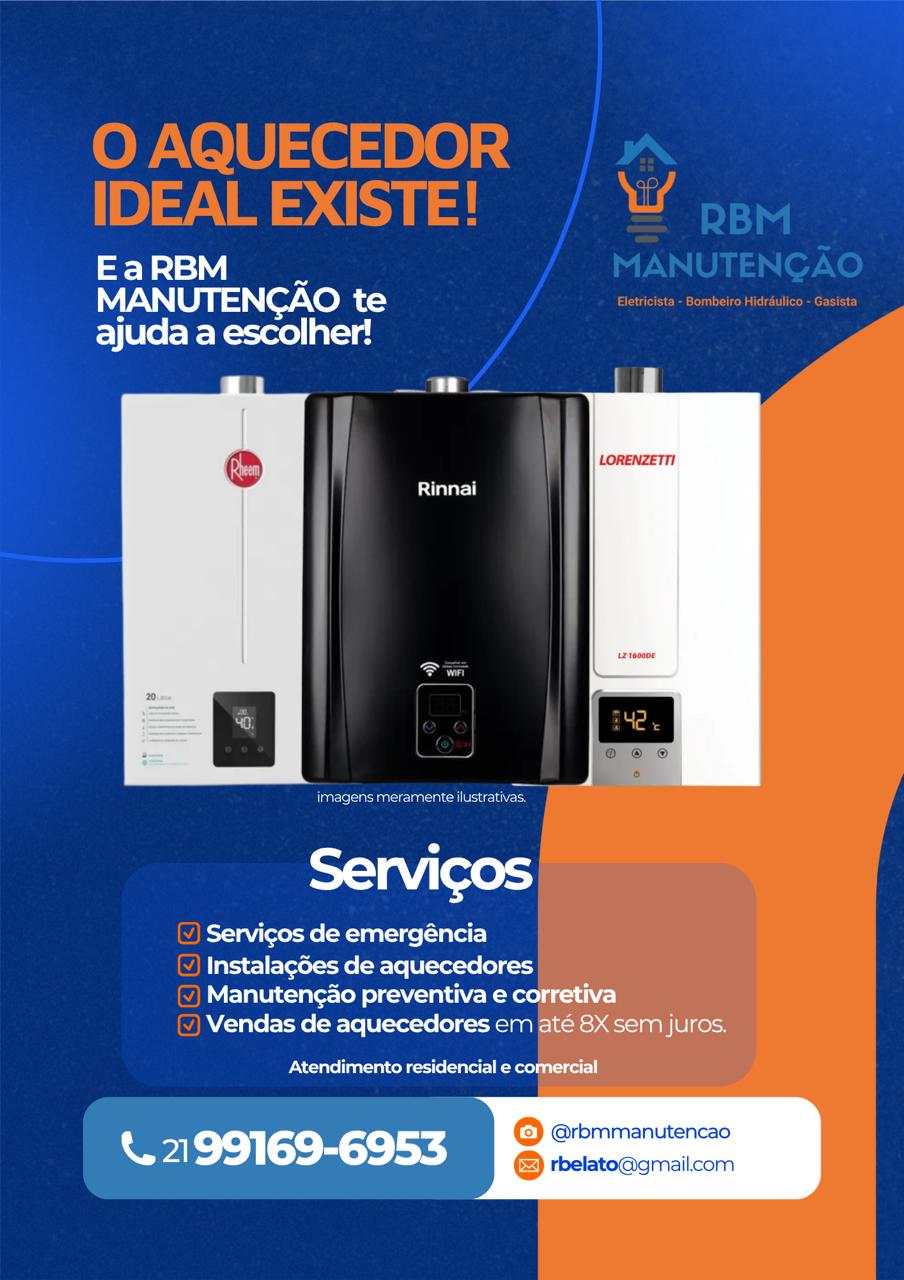 O AQUECEDOR
IDEAL EXISTE!
E a RBM
MANUTENÇÃO te
ajuda a escolher!
RBM
MANUTENÇÃO
Eletricista - Bombeiro Hidráulico - Gasista
Rheem
Rinnai
LORENZETTI
LZ 1600DE
WIFI
20 Litros
40
42 °C
imagens meramente ilustrativas.
Serviços
Serviços de emergência
Instalações de aquecedores
Manutenção preventiva e corretiva
Vendas de aquecedores em até 8X sem juros.
Atendimento residencial e comercial
21 99169-6953
@rbmmanutencao
rbelato@gmail.com